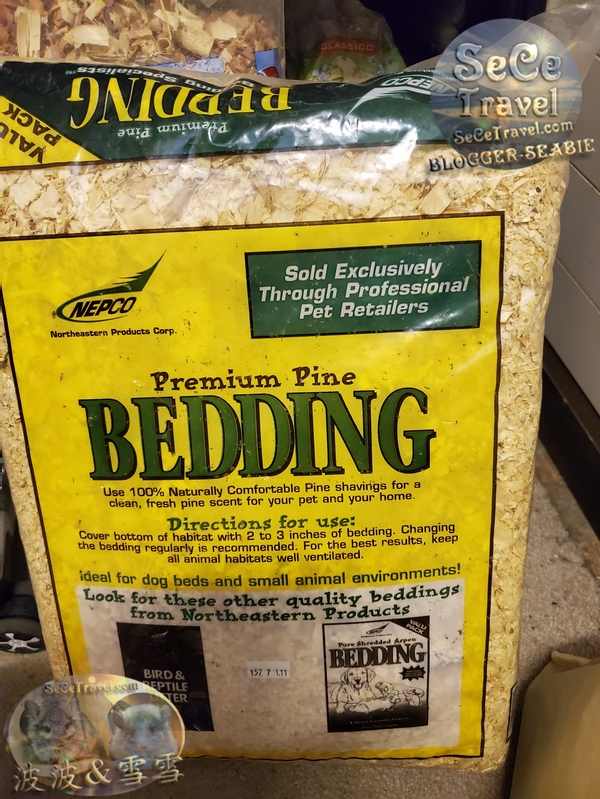 CLASSICO
SeCe
Travel
SeCeTravel.com
BLOGGER-SEABIE
VALU
PACK
Premium Pine
BEDDING
NEPCO
Northeastern Products Corp.
Sold Exclusively
Through Professional
Pet Retailers
Premium Pine
BEDDING
Use 100% Naturally Comfortable Pine shavings for a
clean, fresh pine scent for your pet and your home.
Directions for use:
Cover bottom of habitat with 2 to 3 inches of bedding. Changing
the bedding regularly is recommended. For the best results, keep
all animal habitats well ventilated.
Ideal for dog beds and small animal environments!
Look for these other quality beddings
from Northeastern Products
BIRD &
REPTILE
157 7 1.11
VALU
PACK
Pure Shredded Aspen
BEDDING
SeCeTravel.com
波波&雪雪